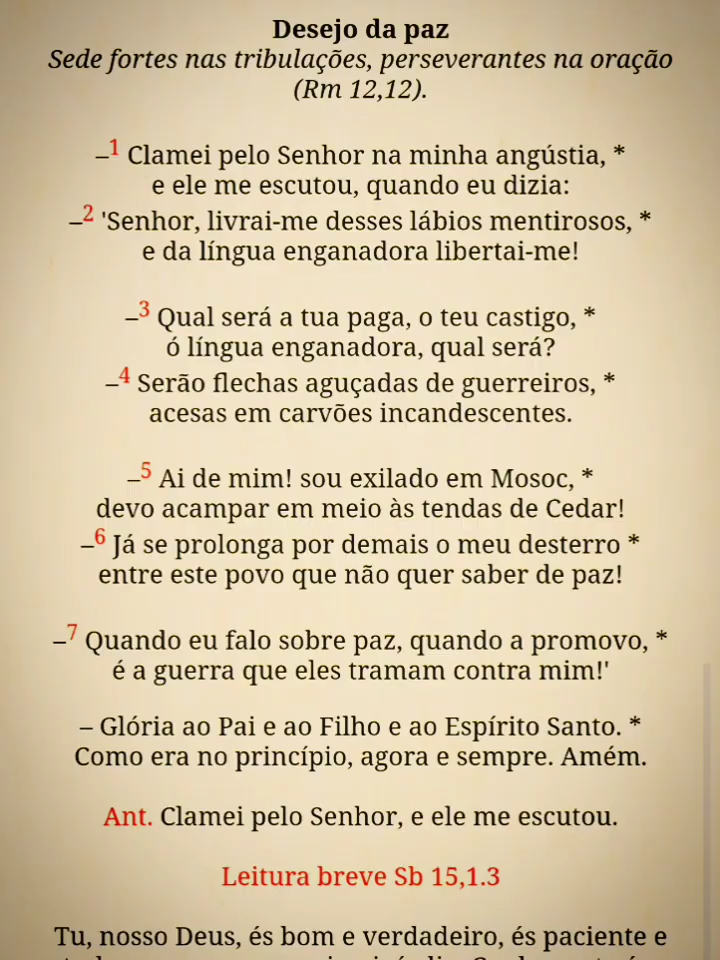 Desejo da paz
Sede fortes nas tribulações, perseverantes na oração
(Rm 12,12).
–1 Clamei pelo Senhor na minha angústia, *
e ele me escutou, quando eu dizia:
–2 'Senhor, livrai-me desses lábios mentirosos, *
e da língua enganadora libertai-me!
–3 Qual será a tua paga, o teu castigo, *
ó língua enganadora, qual será?
–4 Serão flechas aguçadas de guerreiros, *
acesas em carvões incandescentes.
–5 Ai de mim! sou exilado em Mosoc, *
devo acampar em meio às tendas de Cedar!
–6 Já se prolonga por demais o meu desterro *
entre este povo que não quer saber de paz!
–7 Quando eu falo sobre paz, quando a promovo, *
é a guerra que eles tramam contra mim!'
– Glória ao Pai e ao Filho e ao Espírito Santo. *
Como era no princípio, agora e sempre. Amém.
Ant. Clamei pelo Senhor, e ele me escutou.
Leitura breve Sb 15,1.3
Tu, nosso Deus, és bom e verdadeiro, és paciente e